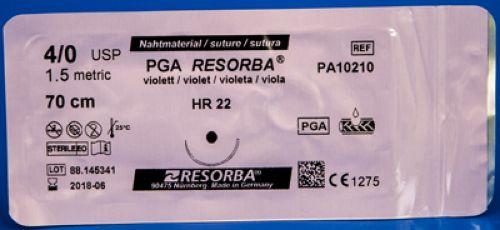 4/0 USP
1.5 metric
70 cm
25°C
STERILE EO
LOT 88.145341
2018-06
Nahtmaterial / suture / sutura
PGA RESORBA®
violett / violet / violeta / viola
HR 22
RESORBA®
90475 Nürnberg. Made in Germany
REF
PA10210
PGA
CE 1275